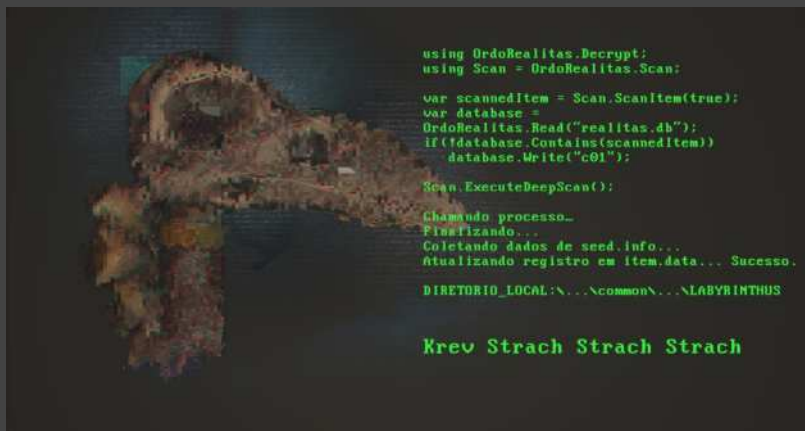 using OrdoRealitas.Decrypt;
using Scan = OrdoRealitas.Scan;
var scannedItem = Scan.ScanItem(true);
var database =
OrdoRealitas.Read("realitas.db");
if(!database.Contains(scannedItem))
database.Write("c01");
Scan.ExecuteDeepScan();
Chamando processo…
Finalizando...
Coletando dados de seed.info...
Atualizando registro em item.data... Sucesso.
DIRETORIO_LOCAL:\...\common\...\LABYRINTHUS
Krev Strach Strach Strach